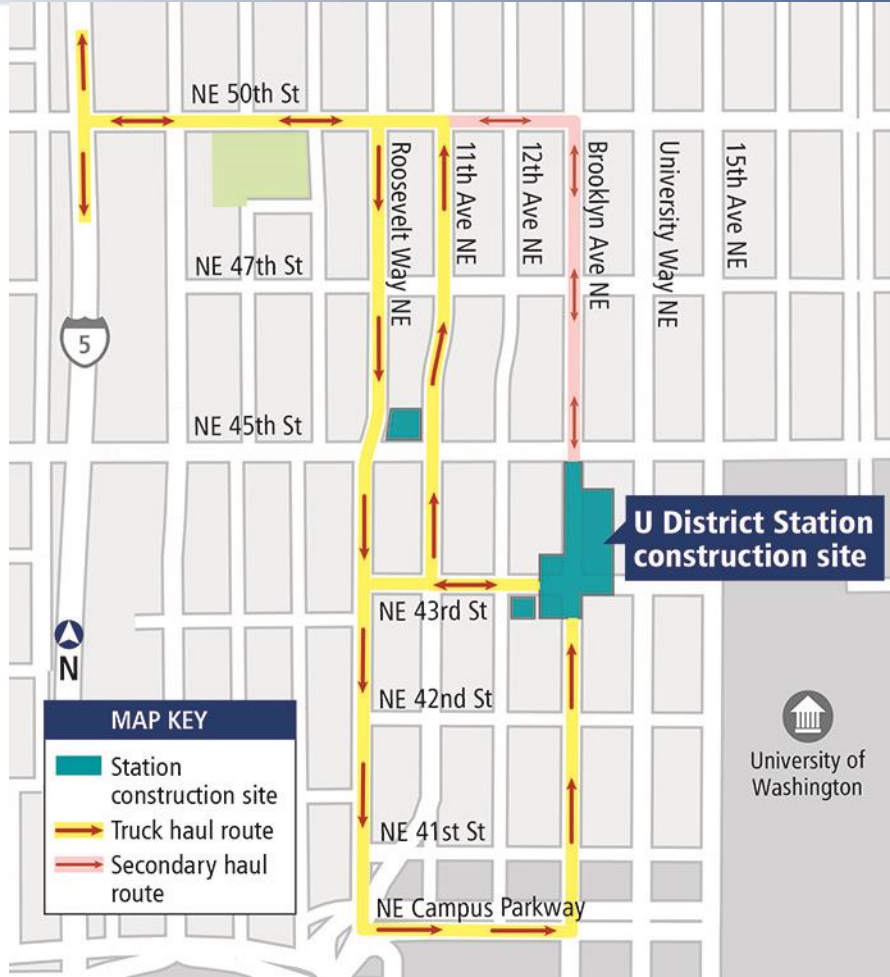 NE 50th St
Roosevelt Way NE
11th Ave NE
12th Ave NE
Brooklyn Ave NE
University Way NE
15th Ave NE
NE 47th St
5
NE 45th St
U District Station
construction site
NE 43rd St
N
NE 42nd St
MAP KEY
Station
construction site
Truck haul route
Secondary haul
route
University of
Washington
NE 41st St
NE Campus Parkway